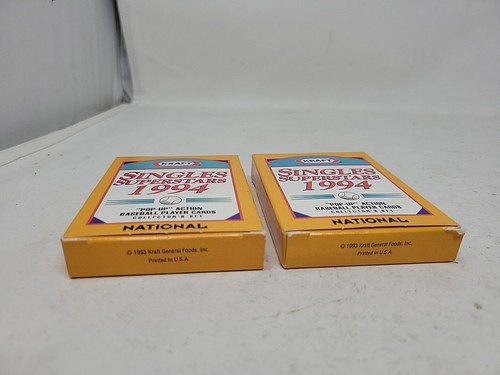 KRAFT
SINGLES
SUPERSTARS
1994
"POP-UP" ACTION
BASEBALL PLAYER CARDS
COLLECTOR'S SET
NATIONAL
© 1993 Kraft General Foods, Inc.
Printed in U.S.A.
KRAFT
SINGLES
SUPERSTARS
1994
"POP-UP" ACTION
BASEBALL PLAYER CARDS
COLLECTOR'S SET
NATIONAL
© 1993 Kraft General Foods, Inc.
Printed in U.S.A.